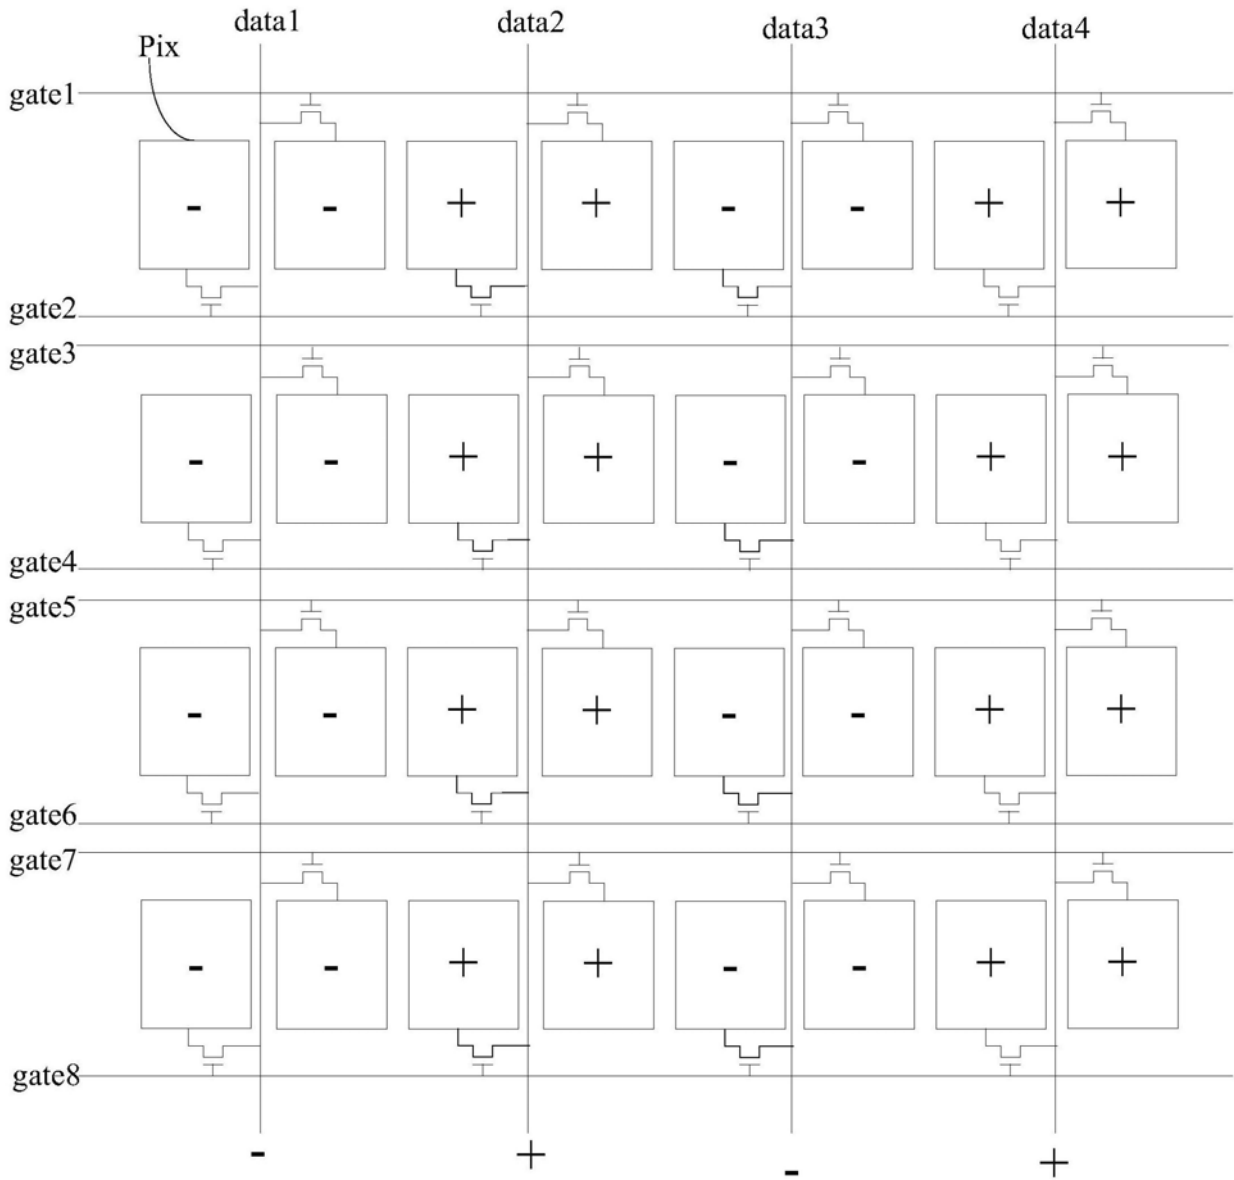 data1 data2 data3 data4
Pix
gate1
- - + + - - + +
gate2
gate3
- - + + - - + +
gate4
gate5
- - + + - - + +
gate6
gate7
- - + + - - + +
gate8
- + - +